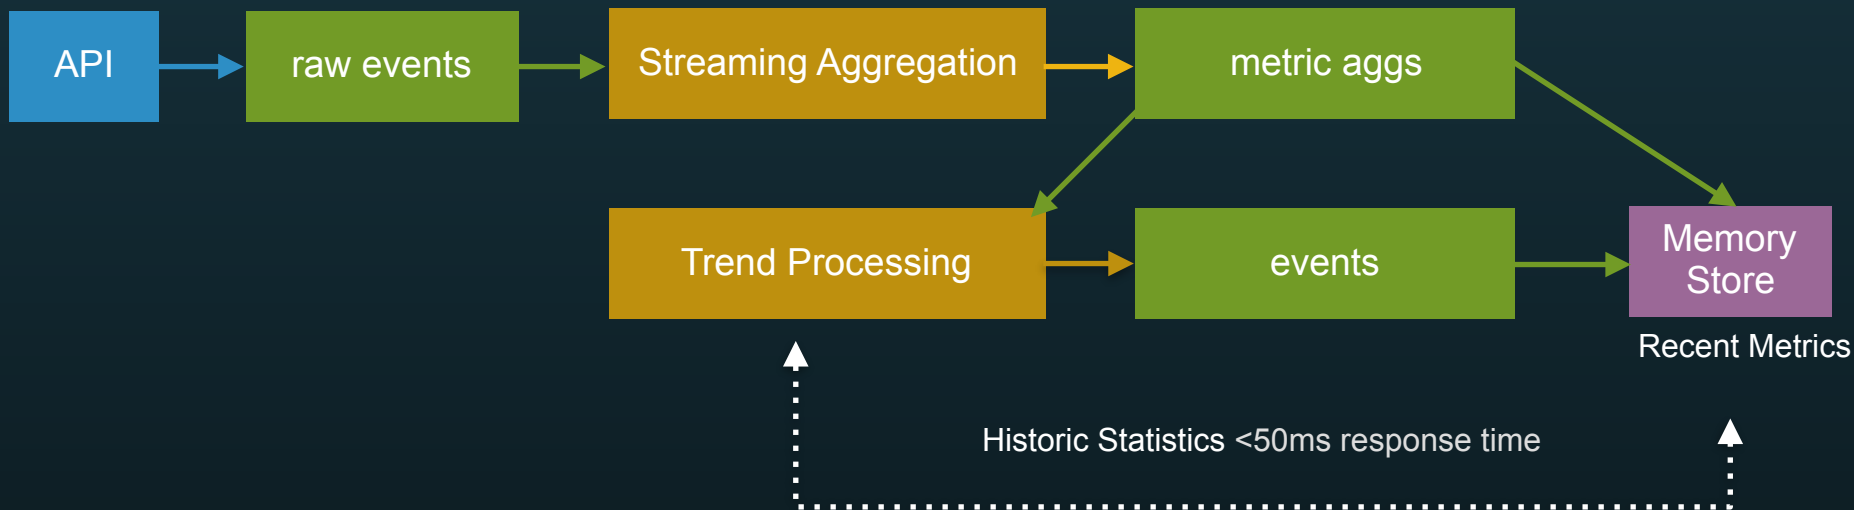 API
raw events
Streaming Aggregation
metric aggs
Trend Processing
events
Memory
Store
Recent Metrics
Historic Statistics <50ms response time